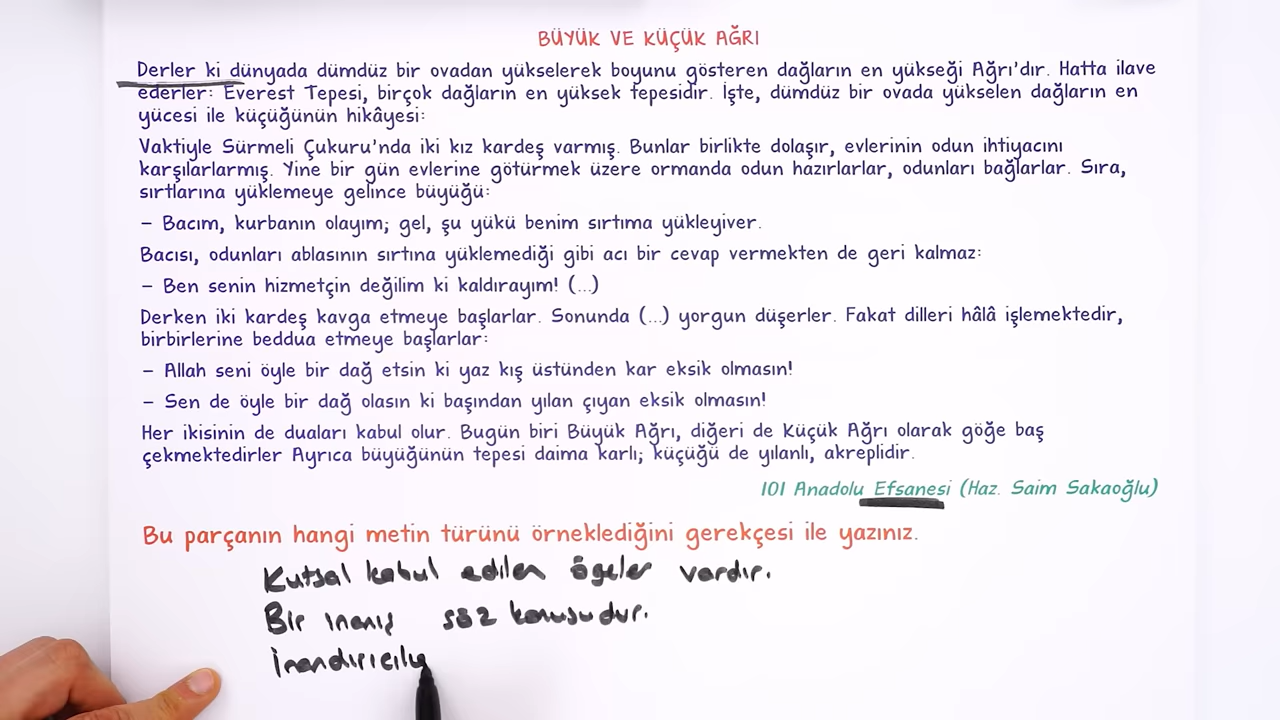 BÜYÜK VE KÜÇÜK AĞRI
Derler ki dünyada dümdüz bir ovadan yükselerek boyunu gösteren dağların en yükseği Ağrı'dır. Hatta ilave
ederler: Everest Tepesi, birçok dağların en yüksek tepesidir. İşte, dümdüz bir ovada yükselen dağların en
yücesi ile küçüğünün hikâyesi:
Vaktiyle Sürmeli Çukuru'nda iki kız kardeş varmış. Bunlar birlikte dolaşır, evlerinin odun ihtiyacını
karşılarlarmış. Yine bir gün evlerine götürmek üzere ormanda odun hazırlarlar, odunları bağlarlar. Sıra,
sırtlarına yüklemeye gelince büyüğü:
– Bacım, kurbanın olayım; gel, şu yükü benim sırtıma yükleyiver.
Bacısı, odunları ablasının sırtına yüklemediği gibi acı bir cevap vermekten de geri kalmaz:
– Ben senin hizmetçin değilim ki kaldırayım! (...)
Derken iki kardeş kavga etmeye başlarlar. Sonunda (...) yorgun düşerler. Fakat dilleri hâlâ işlemektedir,
birbirlerine beddua etmeye başlarlar:
– Allah seni öyle bir dağ etsin ki yaz kış üstünden kar eksik olmasın!
– Sen de öyle bir dağ olasın ki başından yılan çıyan eksik olmasın!
Her ikisinin de duaları kabul olur. Bugün biri Büyük Ağrı, diğeri de Küçük Ağrı olarak göğe baş
çekmektedirler Ayrıca büyüğünün tepesi daima karlı; küçüğü de yılanlı, akreplidir.
101 Anadolu Efsanesi (Haz. Saim Sakaoğlu)
Bu parçanın hangi metin türünü örneklediğini gerekçesi ile yazınız.
Kutsal kabul edilen ögeler vardır.
Bir inanış söz konusudur.
İnandırıcılı